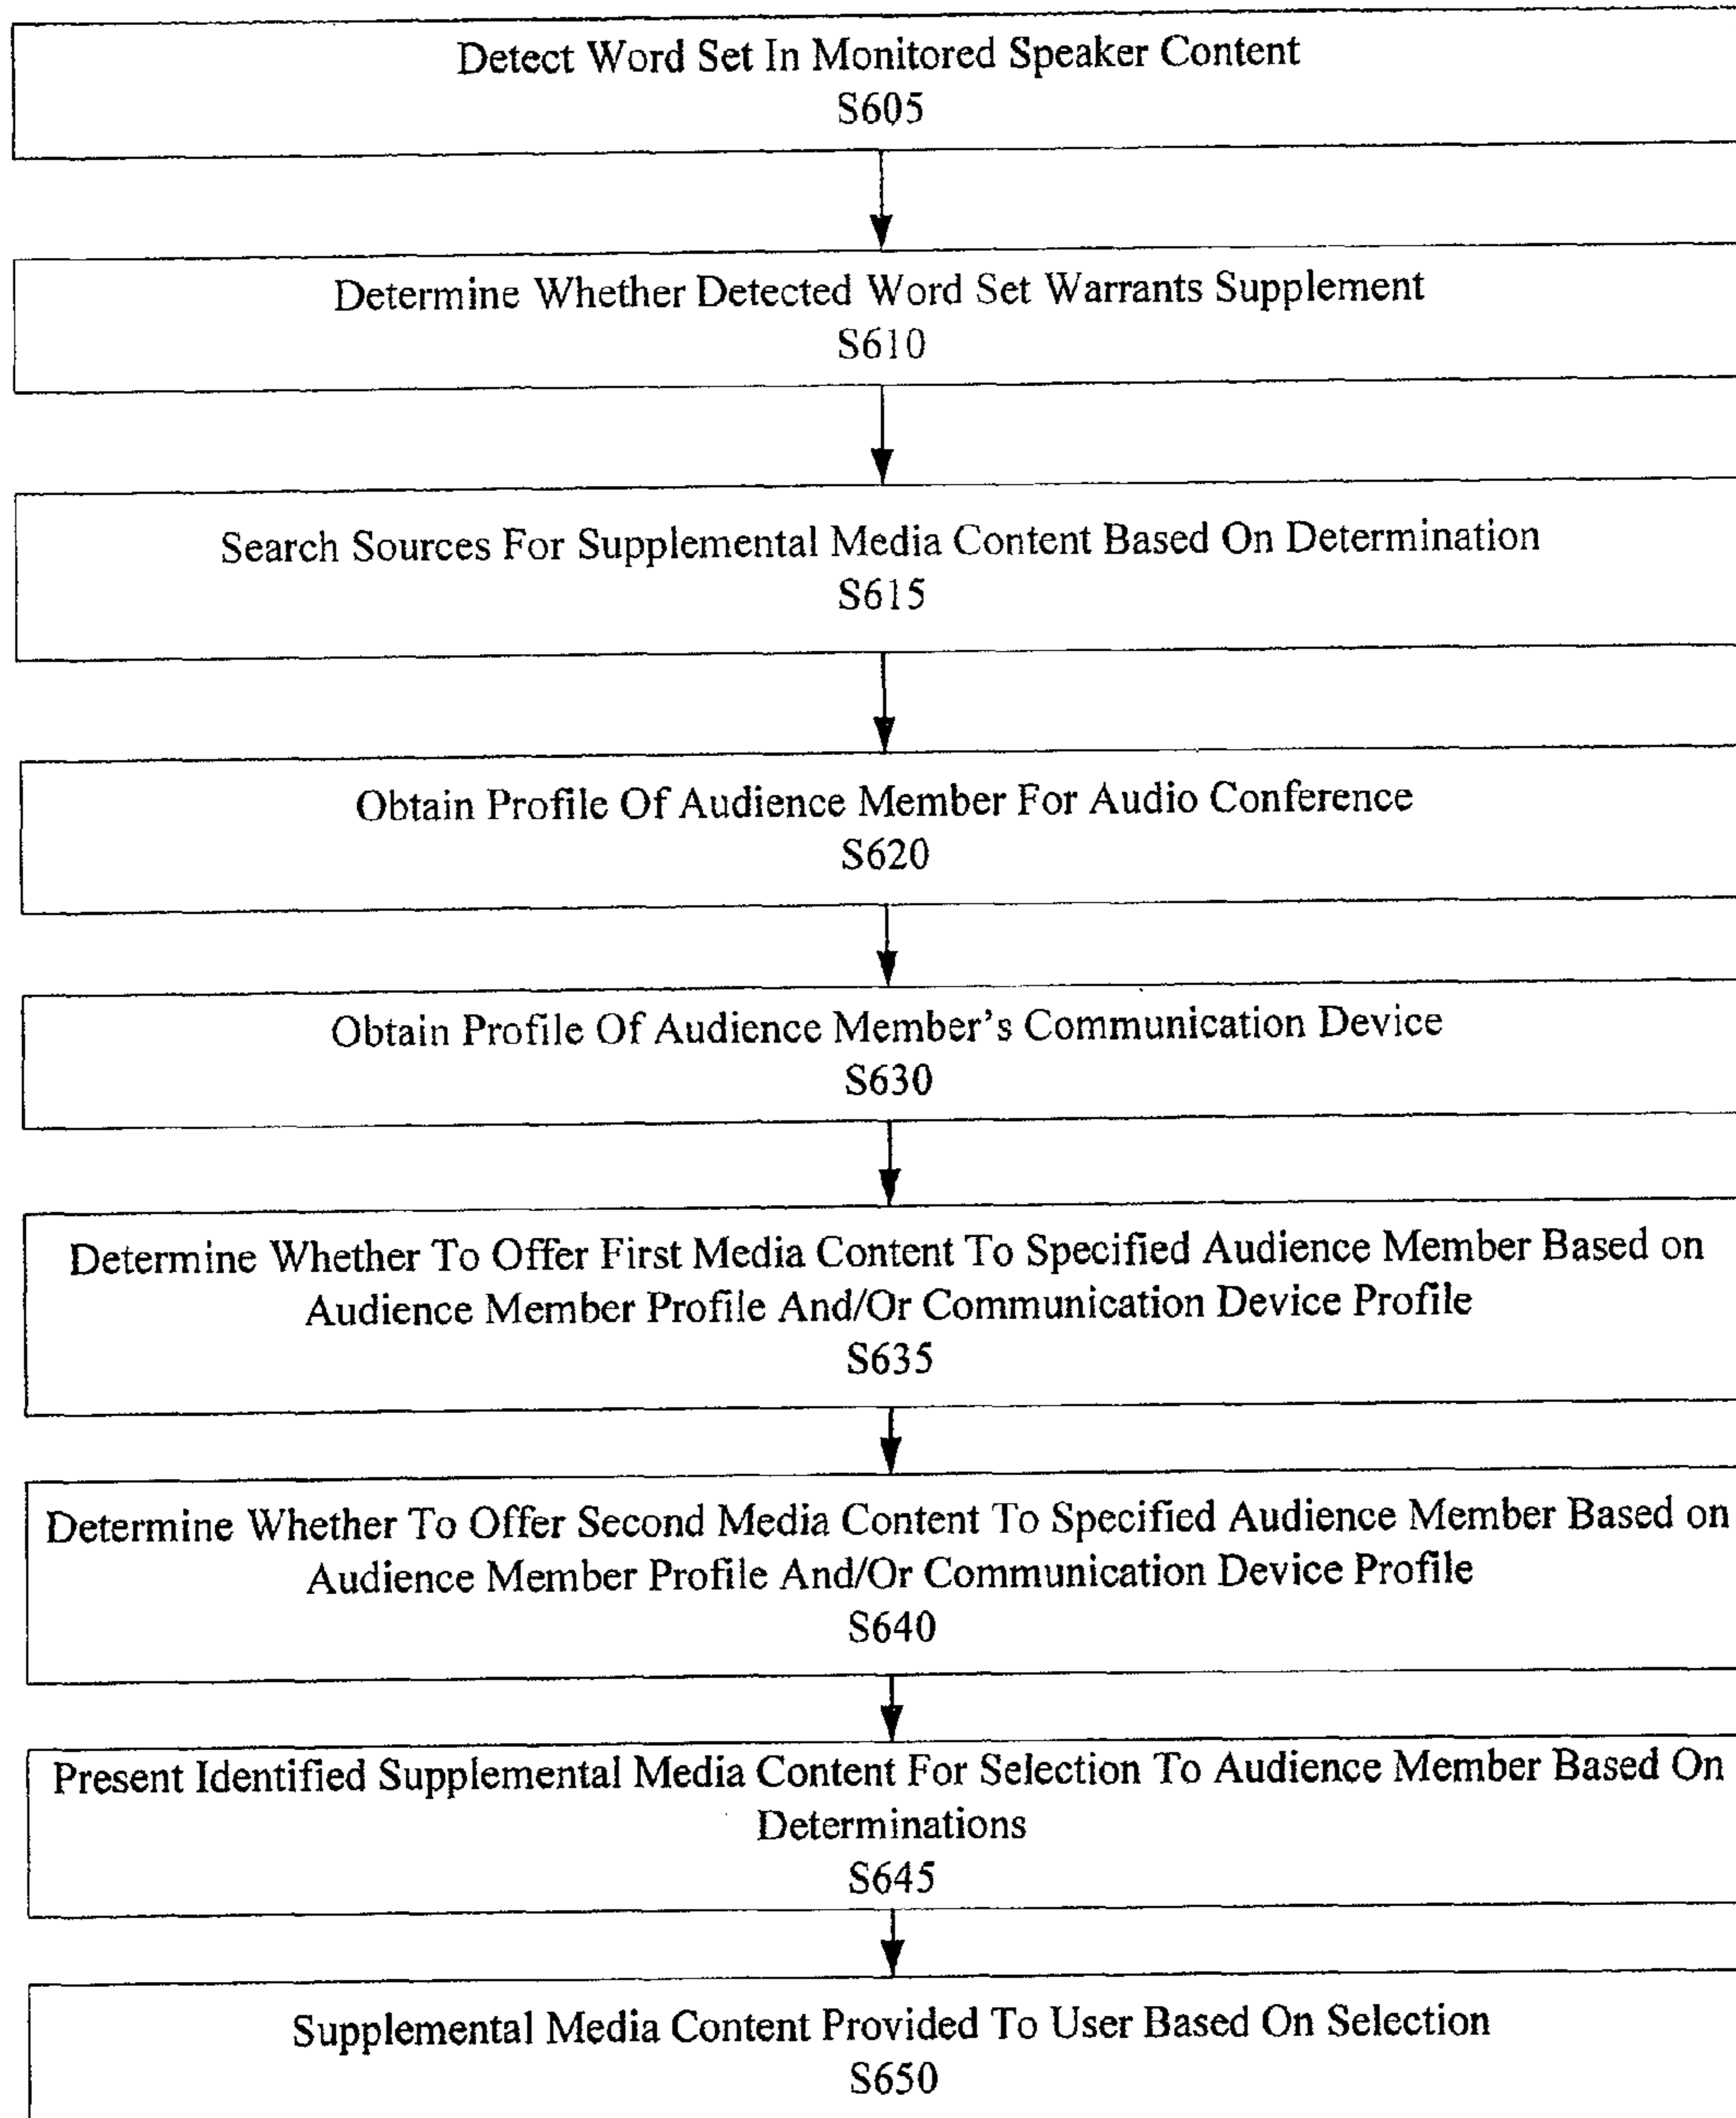 Detect Word Set In Monitored Speaker Content
S605
Determine Whether Detected Word Set Warrants Supplement
S610
Search Sources For Supplemental Media Content Based On Determination
S615
Obtain Profile Of Audience Member For Audio Conference
S620
Obtain Profile Of Audience Member's Communication Device
S630
Determine Whether To Offer First Media Content To Specified Audience Member Based on
Audience Member Profile And/Or Communication Device Profile
S635
Determine Whether To Offer Second Media Content To Specified Audience Member Based on
Audience Member Profile And/Or Communication Device Profile
S640
Present Identified Supplemental Media Content For Selection To Audience Member Based On
Determinations
S645
Supplemental Media Content Provided To User Based On Selection
S650